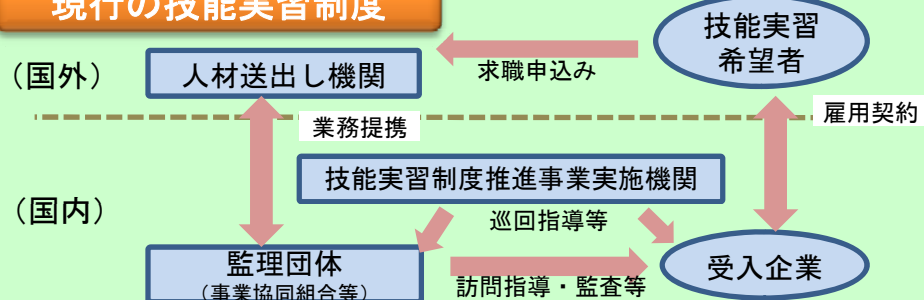 現行の技能実習制度
技能実習
希望者
（国外）
人材送出し機関
求職申込み
雇用契約
業務提携
技能実習制度推進事業実施機関
（国内）
巡回指導等
監理団体
（事業協同組合等）
訪問指導・監査等
受入企業